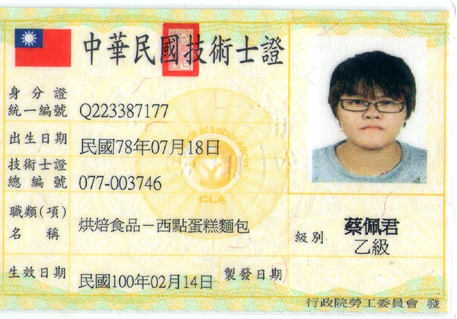 中華民國技術士證
身分證
統一編號 Q223387177
出生日期 民國78年07月18日
技術士證
總編號 077-003746
職類(項)
名稱 烘焙食品－西點蛋糕麵包
級別 蔡佩君
乙級
生效日期 民國100年02月14日 製發日期
CLA
行政院勞工委員會 發